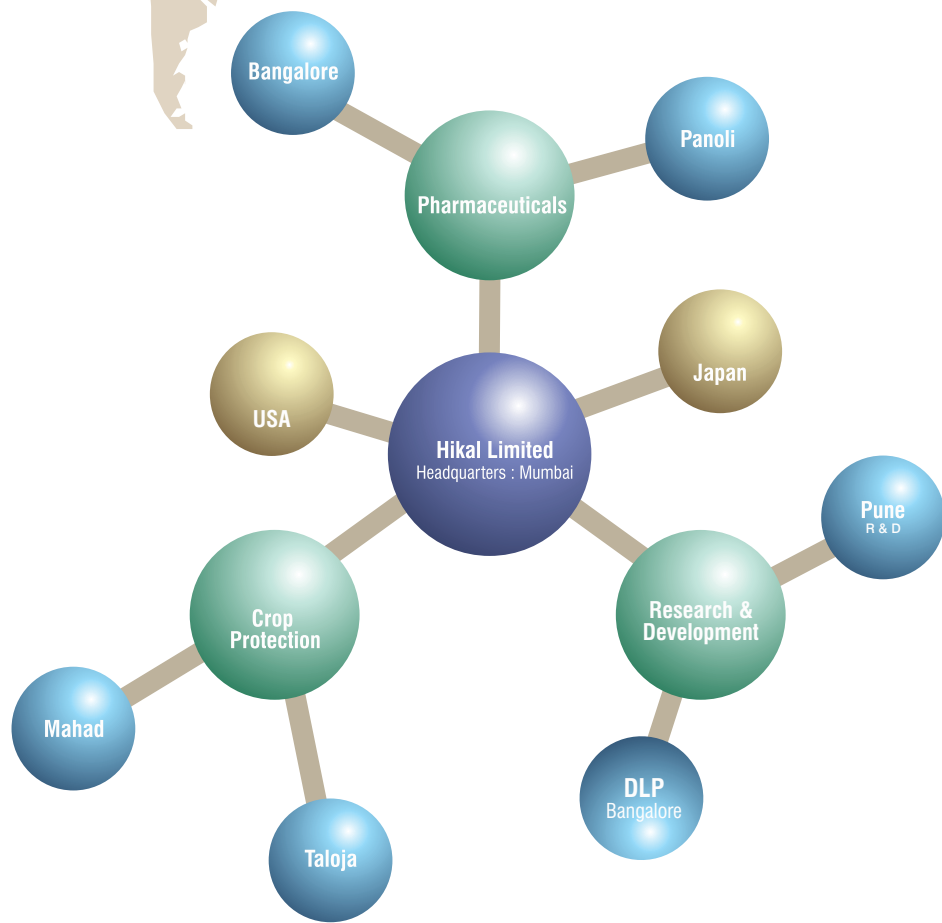 Bangalore
Panoli
Pharmaceuticals
Japan
USA
Hikal Limited
Headquarters : Mumbai
Pune
R & D
Crop
Protection
Research &
Development
Mahad
DLP
Bangalore
Taloja